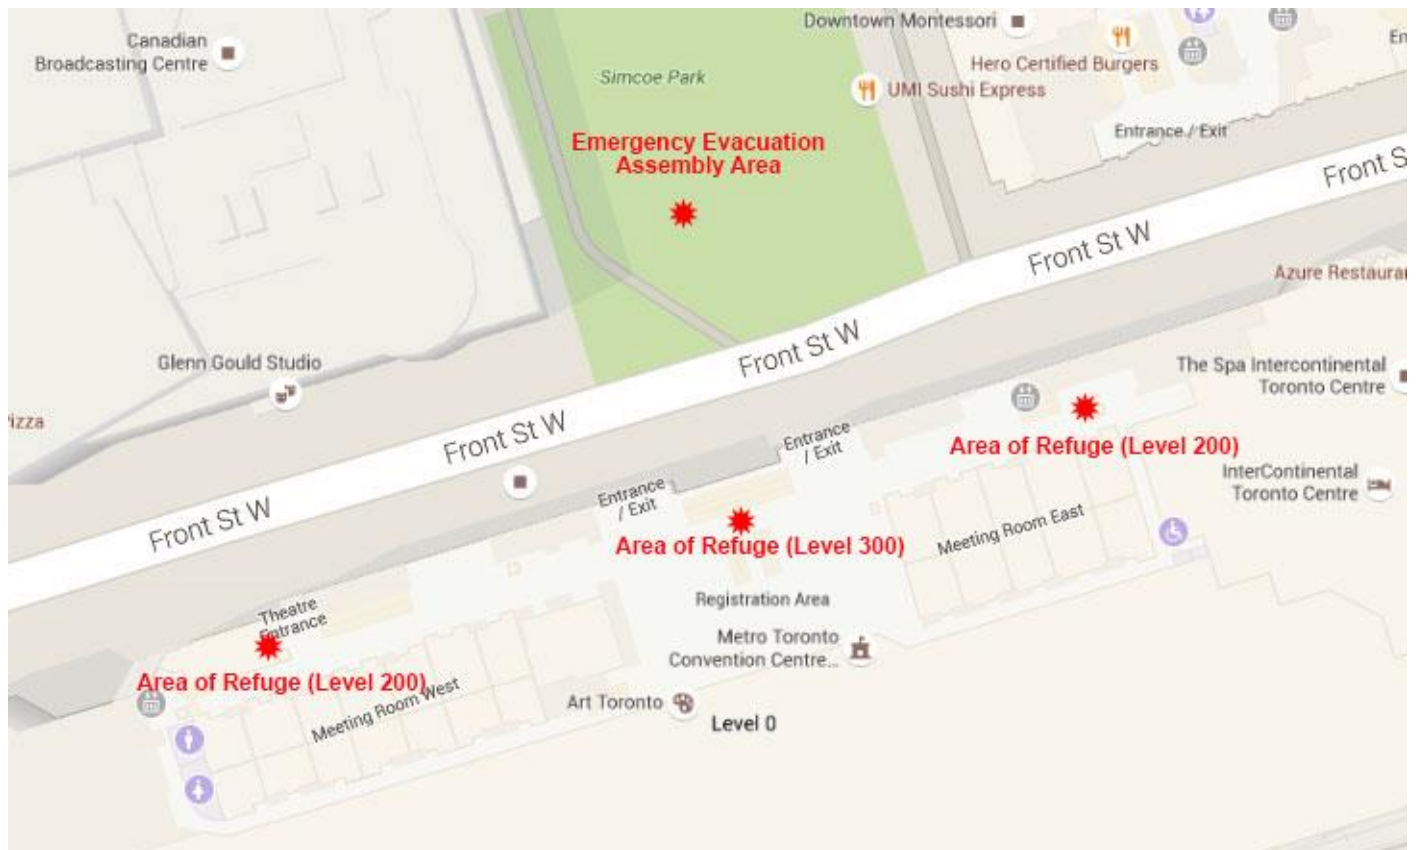 Downtown Montessori
Canadian
Broadcasting Centre
En
Hero Certified Burgers
Simcoe Park
UMI Sushi Express
Entrance / Exit
Emergency Evacuation
Assembly Area
Front S
Front St W
Azure Restaurar
Front St W
Glenn Gould Studio
The Spa Intercontinental
Toronto Centre
izza
Front St W
Entrance
/ Exit
Area of Refuge (Level 200)
InterContinental
Toronto Centre
Entrance
/ Exit
Front St W
Meeting Room East
Area of Refuge (Level 300)
Registration Area
Theatre
Entrance
Metro Toronto
Convention Centre...
Area of Refuge (Level 200)
Meeting Room West
Art Toronto
Level 0